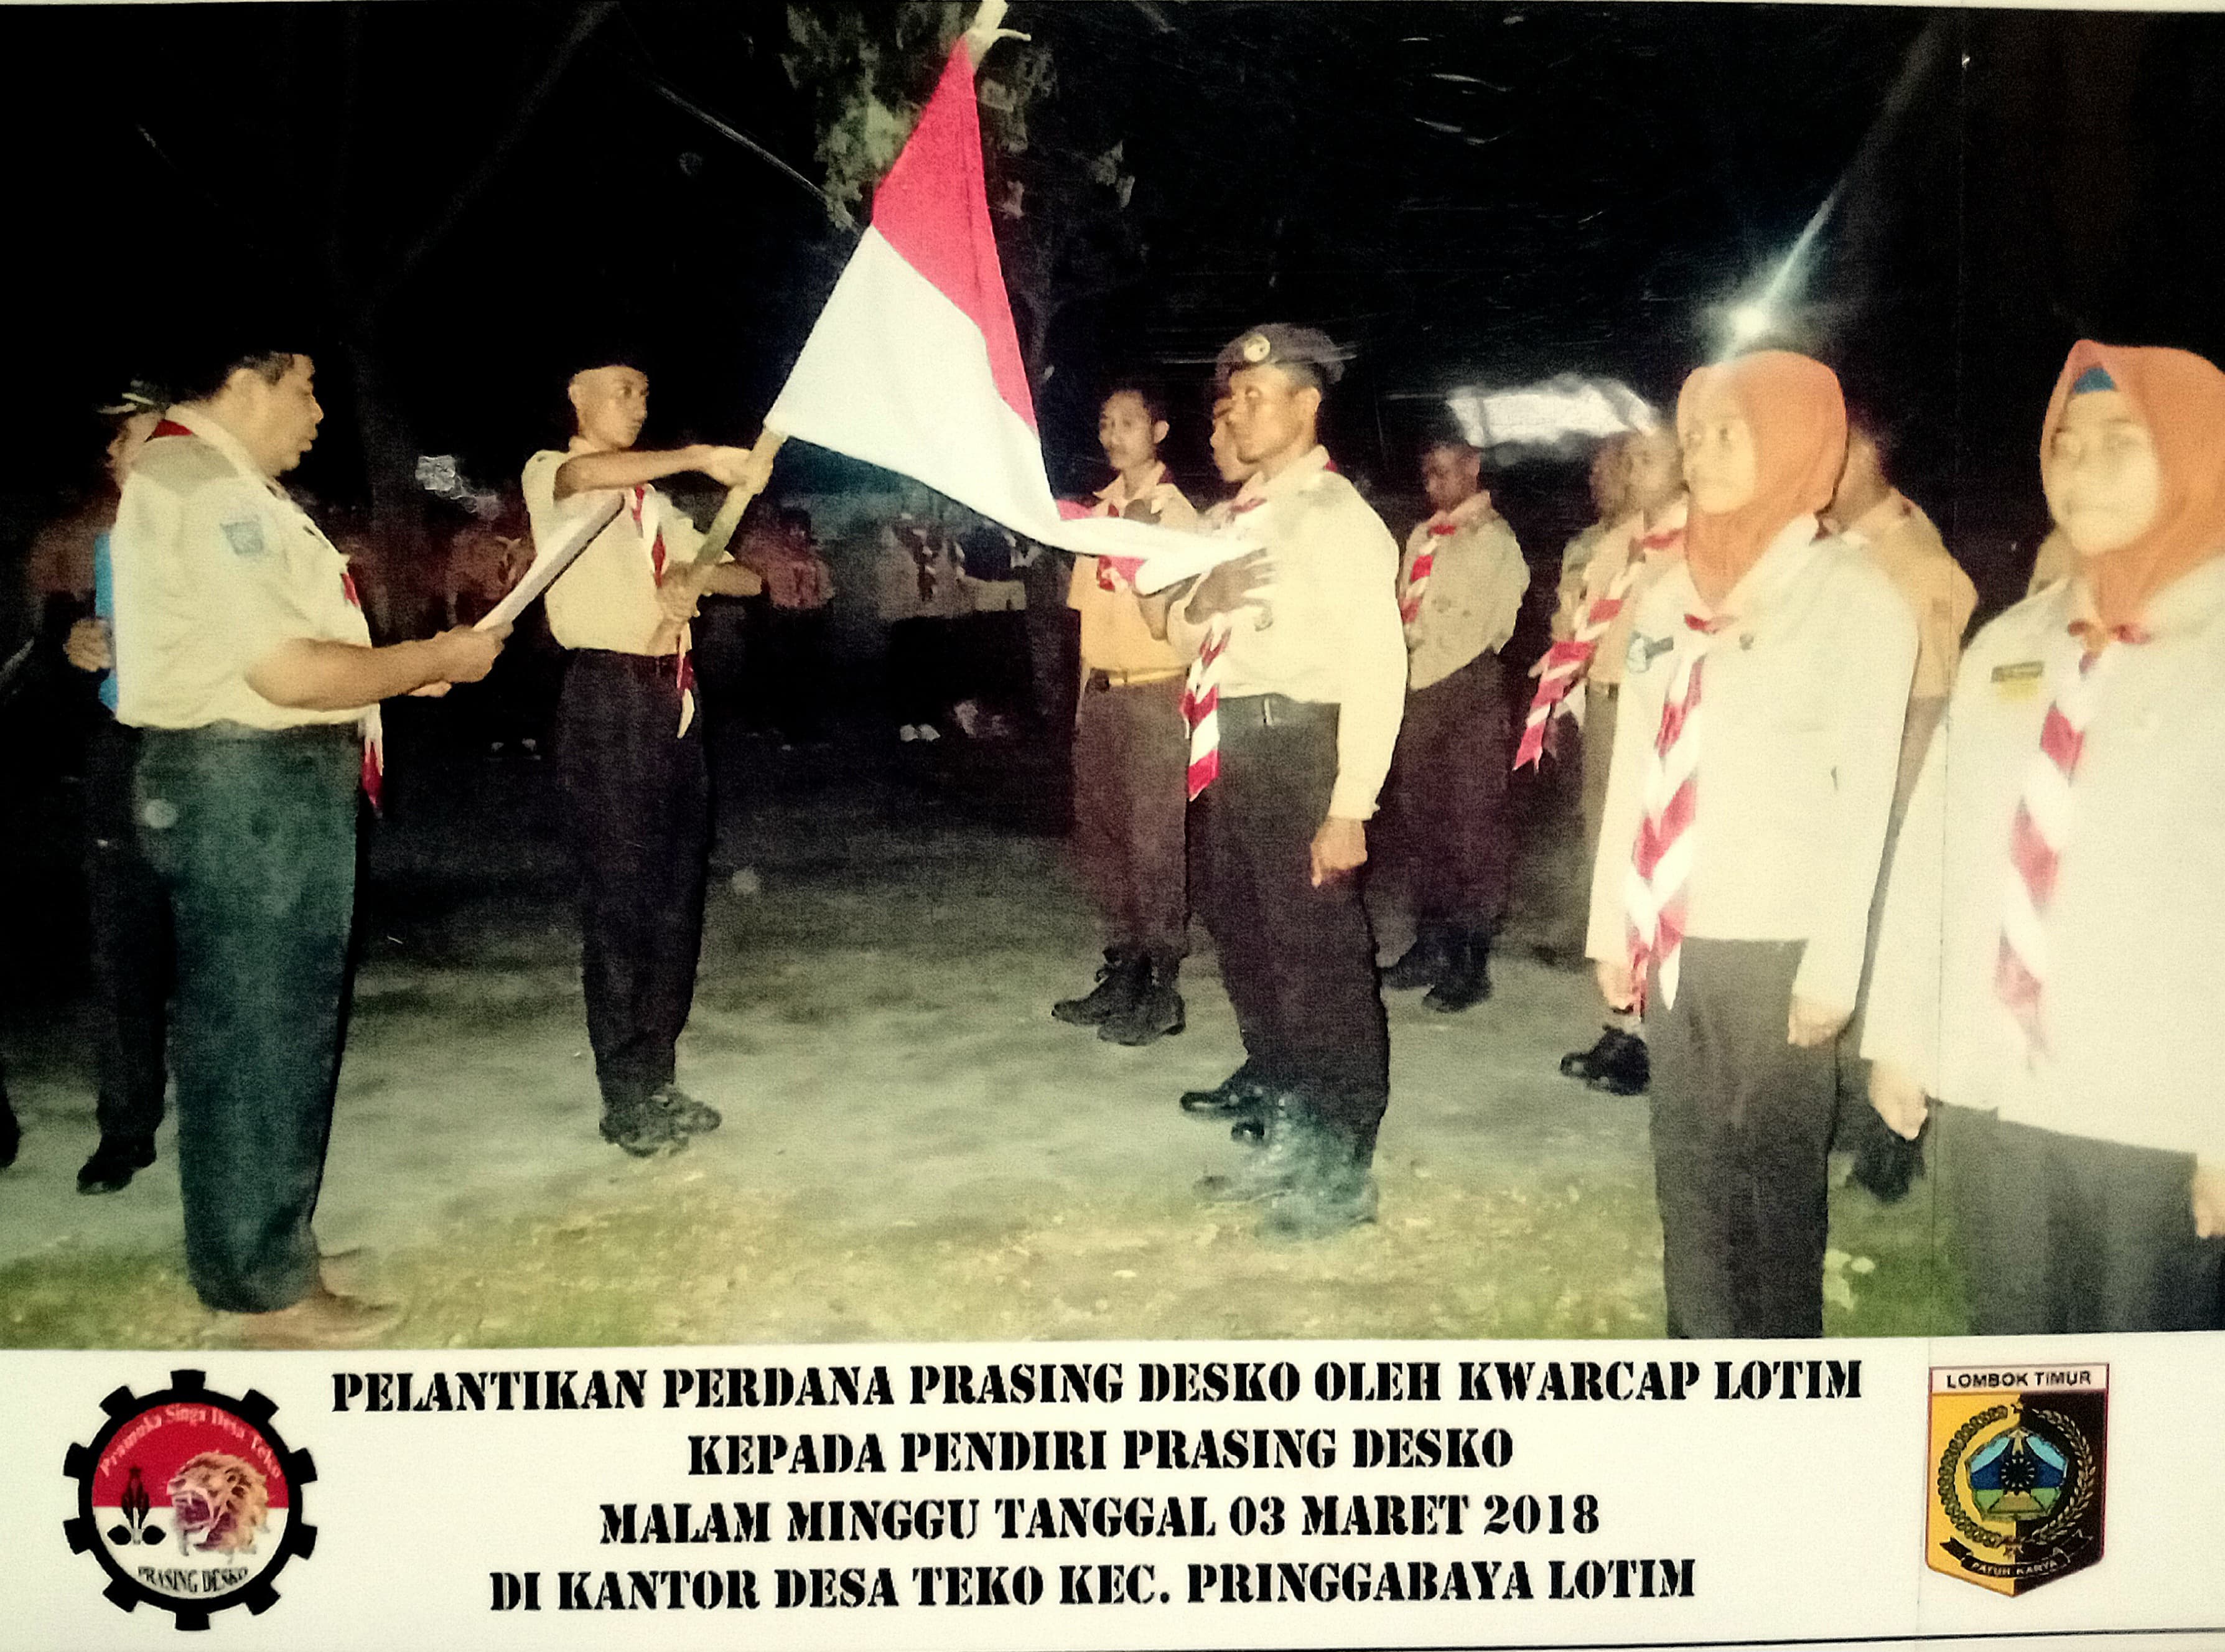 PELANTIKAN PERDANA PRASING DESKO OLEH KWARCAP LOTIM
KEPADA PENDIRI PRASING DESKO
MALAM MINGGU TANGGAL 03 MARET 2018
DI KANTOR DESA TEKO KEC. PRINGGABAYA LOTIM
Pramuka Singa Desa Teko
PRASING DESKO
LOMBOK TIMUR
PATUH KARYA